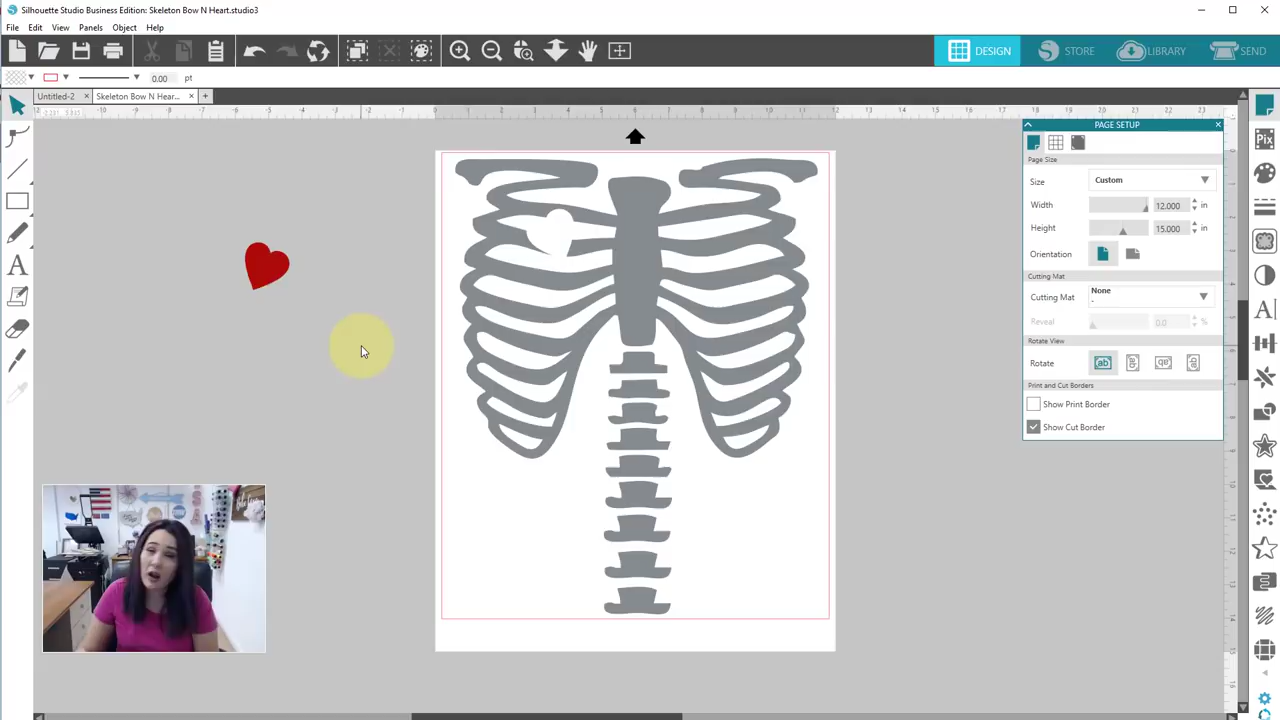 Silhouette Studio Business Edition: Skeleton Bow N Heart.studio3
File Edit View Panels Object Help
DESIGN STORE LIBRARY SEND
0.00 pt
Untitled-2 × Skeleton Bow N Hear... × +
PAGE SETUP
Page Size
Size Custom
Width 12.000 in
Height 15.000 in
Orientation
Cutting Mat
Cutting Mat None
-
Reveal 0.0 %
Rotate View
Rotate
Print and Cut Borders
Show Print Border
Show Cut Border